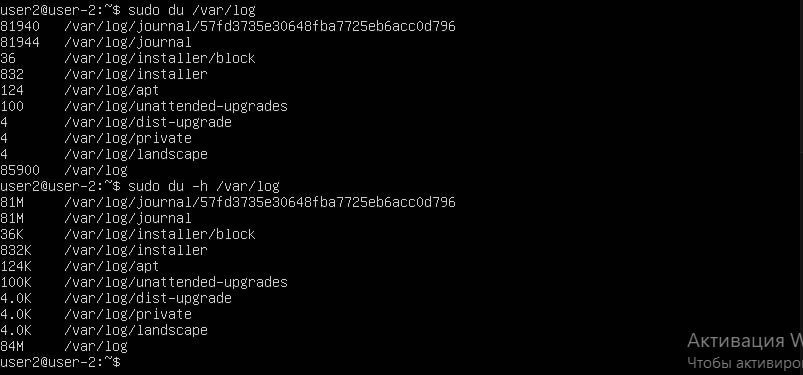 user2@user-2:~$ sudo du /var/log
81940 /var/log/journal/57fd3735e30648fba7725eb6acc0d796
81944 /var/log/journal
36 /var/log/installer/block
832 /var/log/installer
124 /var/log/apt
100 /var/log/unattended-upgrades
4 /var/log/dist-upgrade
4 /var/log/private
4 /var/log/landscape
85900 /var/log
user2@user-2:~$ sudo du -h /var/log
81M /var/log/journal/57fd3735e30648fba7725eb6acc0d796
81M /var/log/journal
36K /var/log/installer/block
832K /var/log/installer
124K /var/log/apt
100K /var/log/unattended-upgrades
4.0K /var/log/dist-upgrade
4.0K /var/log/private
4.0K /var/log/landscape
84M /var/log
user2@user-2:~$
Активация W
Чтобы активиров